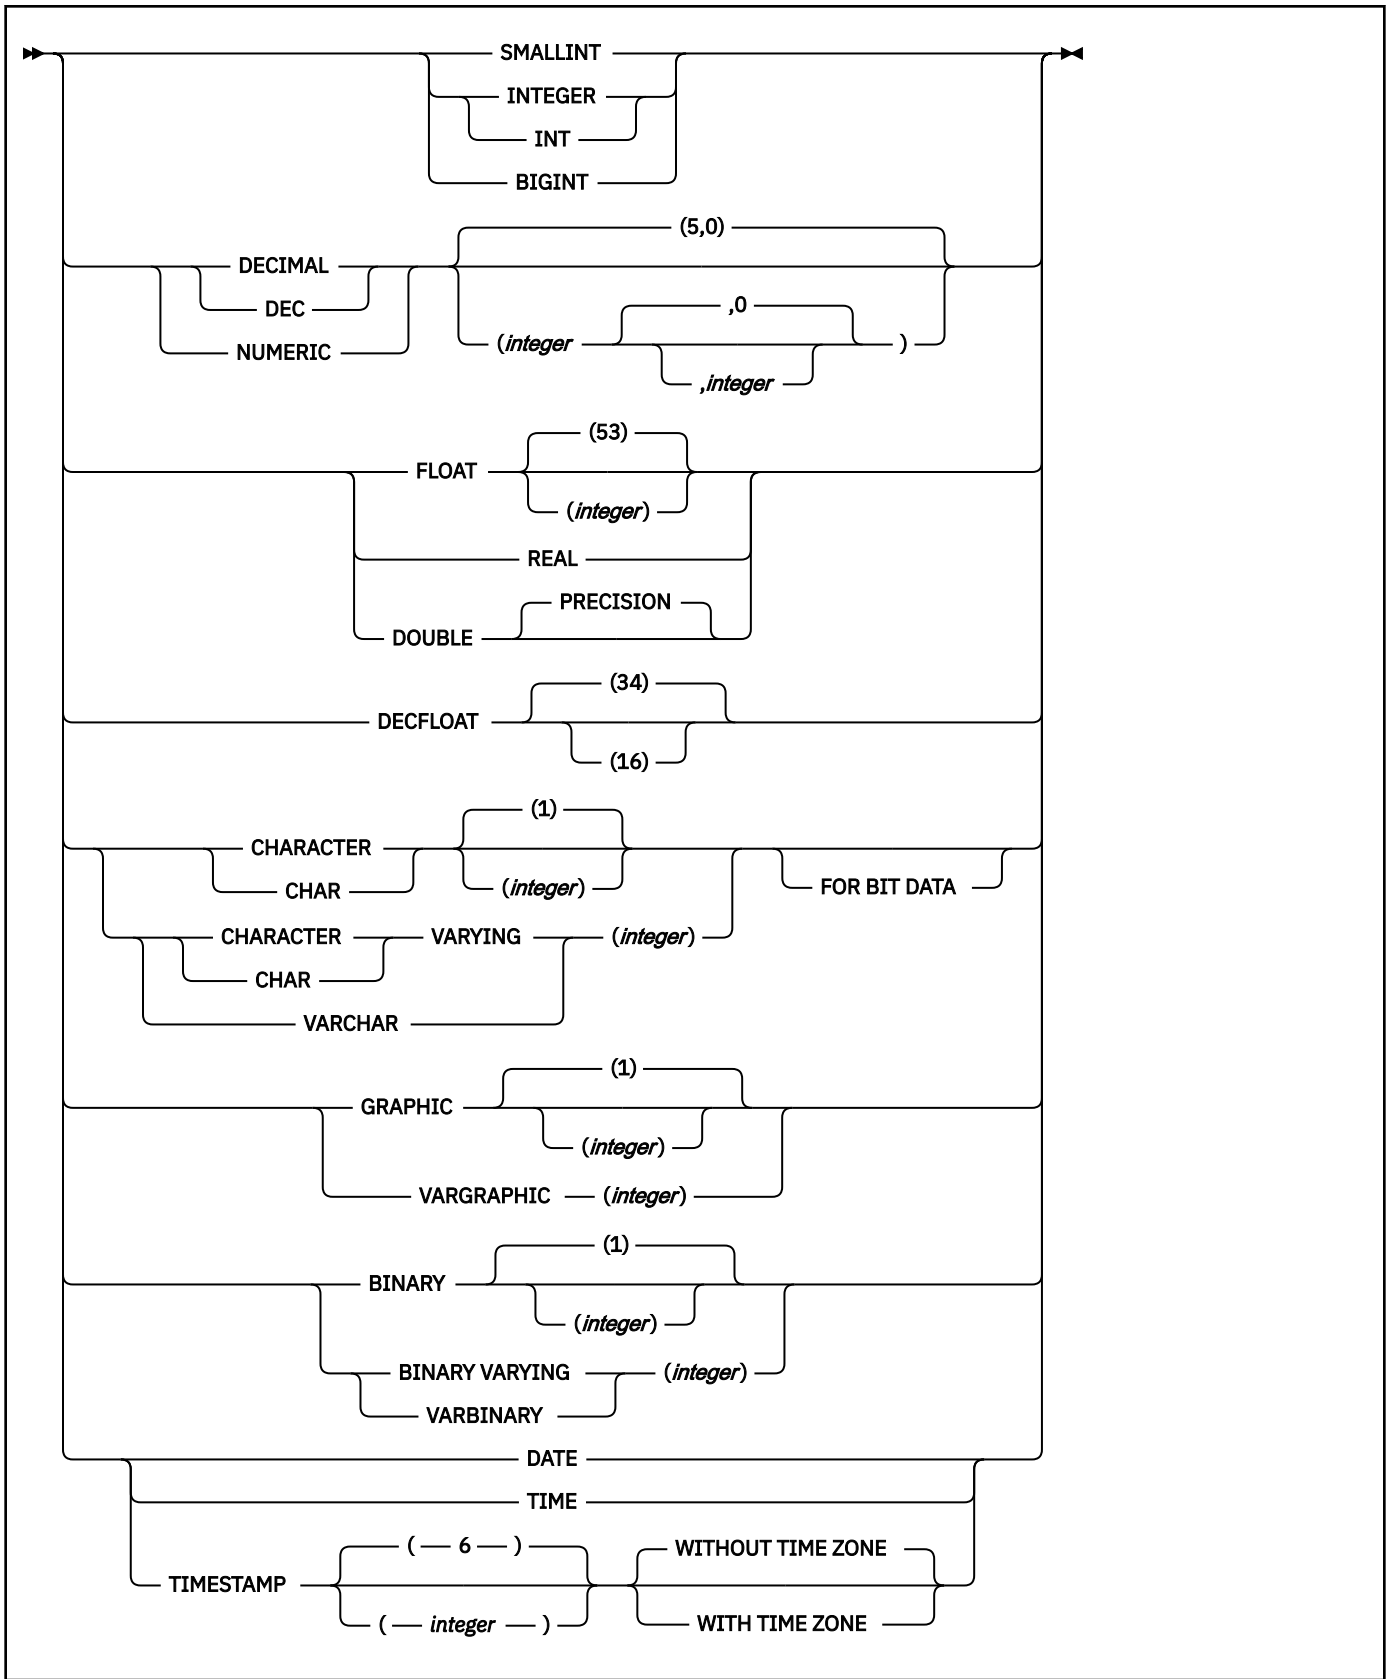 SMALLINT
INTEGER
INT
BIGINT
(5,0)
DECIMAL
DEC
,0
(integer )
NUMERIC
,integer
(53)
FLOAT
(integer)
REAL
PRECISION
DOUBLE
(34)
DECFLOAT
(16)
(1)
CHARACTER
CHAR (integer) FOR BIT DATA
CHARACTER VARYING (integer)
CHAR
VARCHAR
(1)
GRAPHIC
(integer)
VARGRAPHIC (integer)
(1)
BINARY
(integer)
BINARY VARYING (integer)
VARBINARY
DATE
TIME
( 6 ) WITHOUT TIME ZONE
TIMESTAMP
( integer ) WITH TIME ZONE